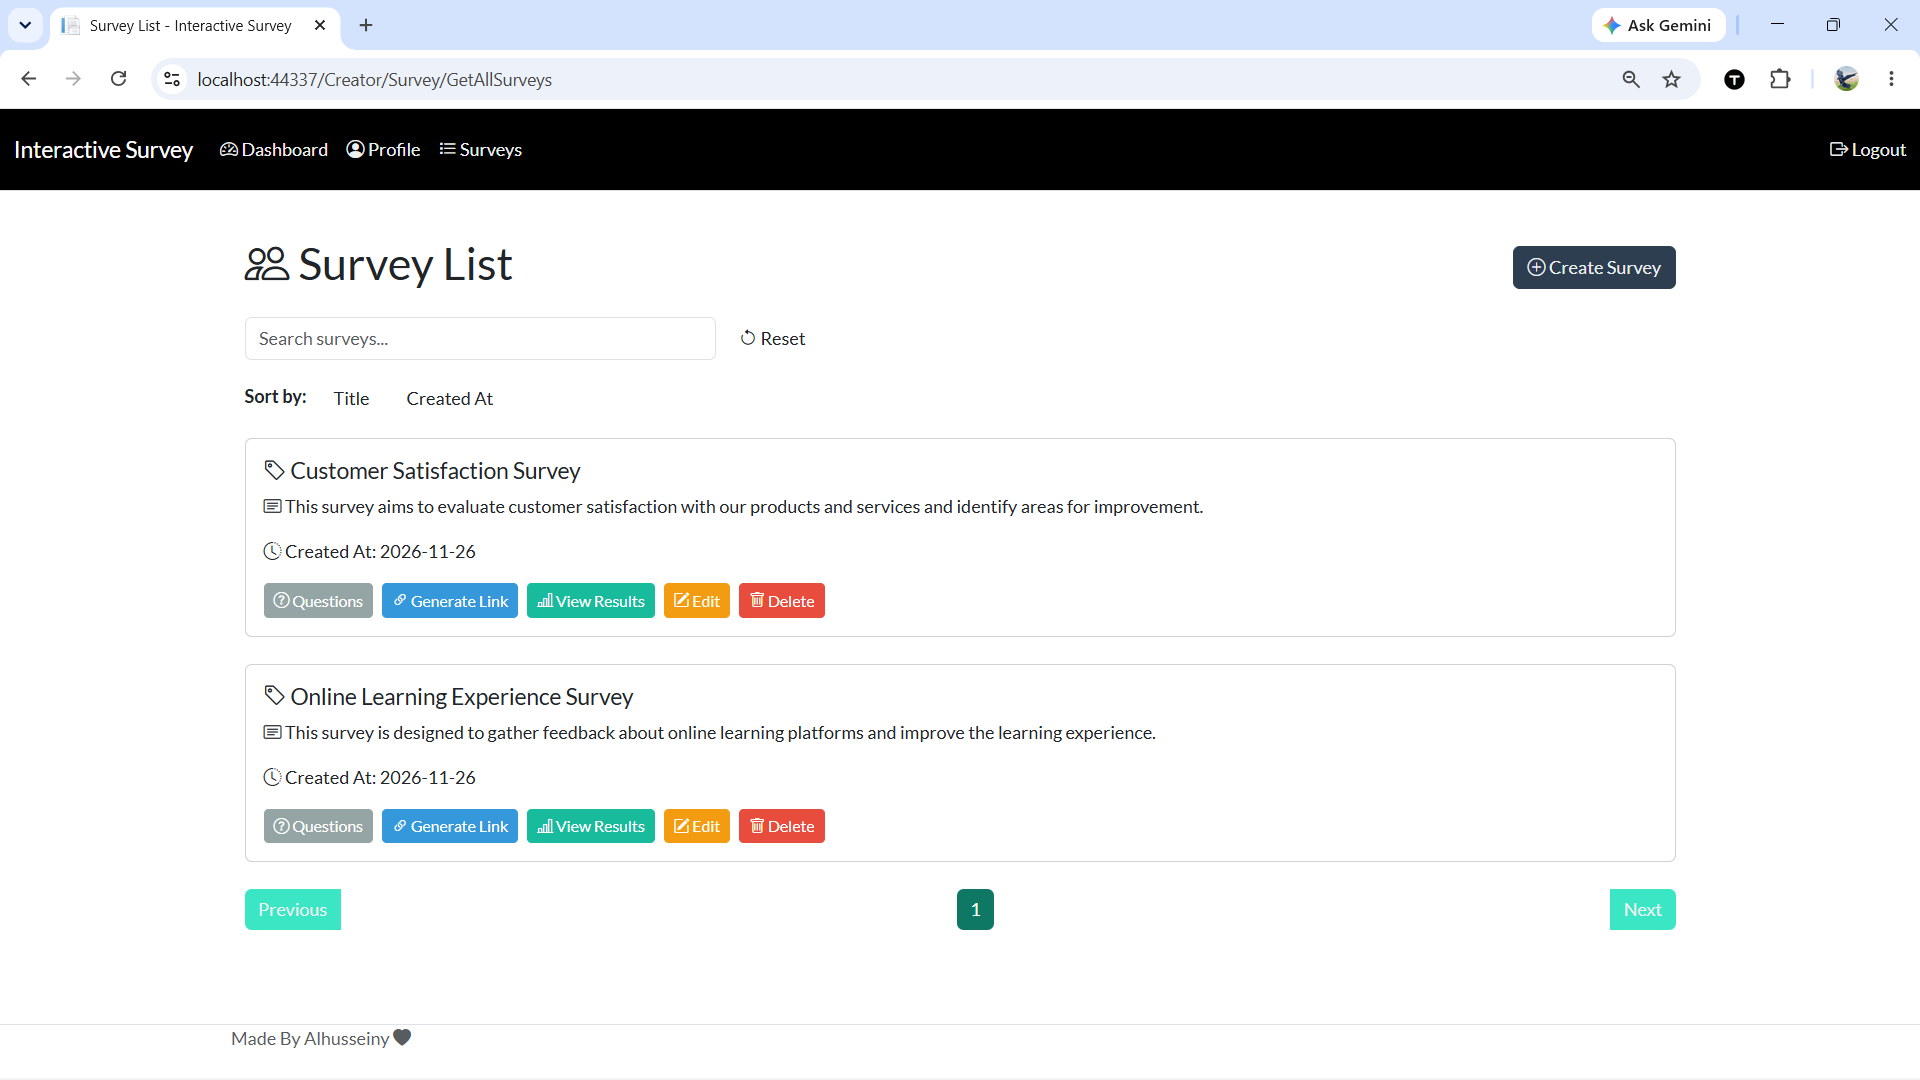 Survey List - Interactive Survey
Ask Gemini
localhost:44337/Creator/Survey/GetAllSurveys
Interactive Survey Dashboard Profile Surveys Logout
Survey List
Create Survey
Search surveys... Reset
Sort by: Title Created At
Customer Satisfaction Survey
This survey aims to evaluate customer satisfaction with our products and services and identify areas for improvement.
Created At: 2026-11-26
Questions Generate Link View Results Edit Delete
Online Learning Experience Survey
This survey is designed to gather feedback about online learning platforms and improve the learning experience.
Created At: 2026-11-26
Questions Generate Link View Results Edit Delete
Previous 1 Next
Made By Alhusseiny